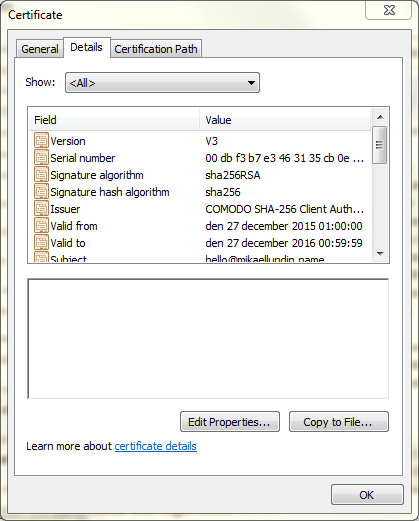 Certificate
General Details Certification Path
Show: <All>
Field Value
Version V3
Serial number 00 db f3 b7 e3 46 31 35 cb 0e ...
Signature algorithm sha256RSA
Signature hash algorithm sha256
Issuer COMODO SHA-256 Client Auth...
Valid from den 27 december 2015 01:00:00
Valid to den 27 december 2016 00:59:59
Subject hello@mikaellundin.name
Edit Properties... Copy to File...
Learn more about certificate details
OK